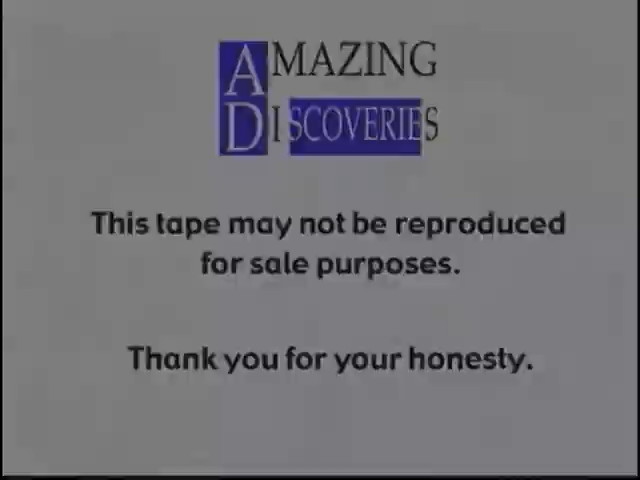 AMAZING
DISCOVERIES
This tape may not be reproduced
for sale purposes.
Thank you for your honesty.